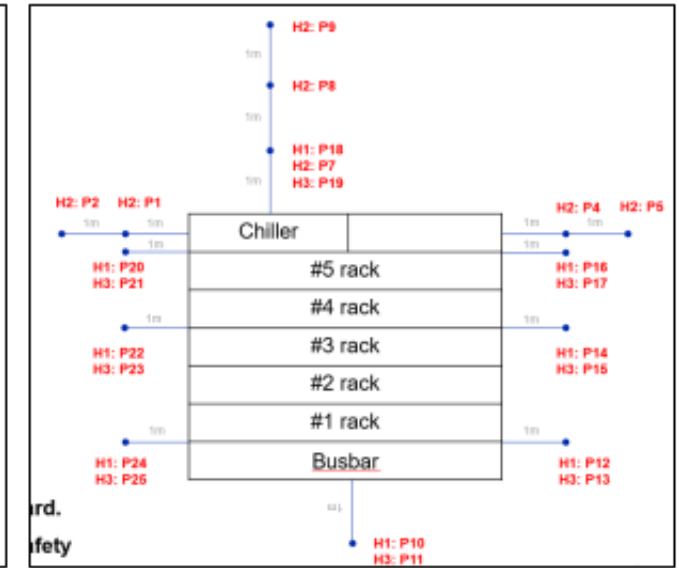 H2: P9
1m
H2: P8
1m
H1: P18
H2: P7
H3: P19
1m
H2: P2 H2: P1
1m 1m
1m
H2: P4 H2: P5
1m 1m
1m
Chiller
H1: P20
H3: P21
#5 rack
H1: P16
H3: P17
#4 rack
1m
1m
H1: P22
H3: P23
#3 rack
H1: P14
H3: P15
#2 rack
#1 rack
1m
1m
H1: P24
H3: P25
Busbar
H1: P12
H3: P13
1m
H1: P10
H3: P11
ird.
ifety